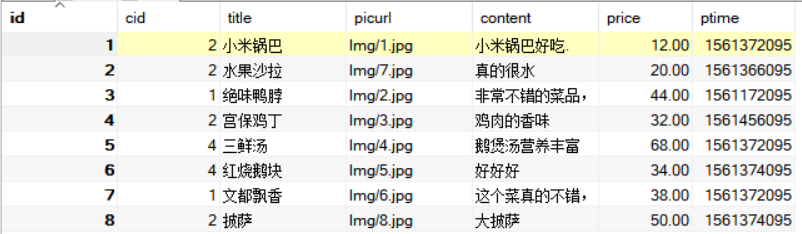 id cid title picurl content price ptime
1 2 小米锅巴 Img/1.jpg 小米锅巴好吃. 12.00 1561372095
2 2 水果沙拉 Img/7.jpg 真的很水 20.00 1561366095
3 1 绝味鸭脖 Img/2.jpg 非常不错的菜品， 44.00 1561172095
4 2 宫保鸡丁 Img/3.jpg 鸡肉的香味 32.00 1561456095
5 4 三鲜汤 Img/4.jpg 鹅煲汤营养丰富 68.00 1561372095
6 4 红烧鹅块 Img/5.jpg 好好好 34.00 1561374095
7 1 文都飘香 Img/6.jpg 这个菜真的不错， 38.00 1561372095
8 2 披萨 Img/8.jpg 大披萨 50.00 1561374095